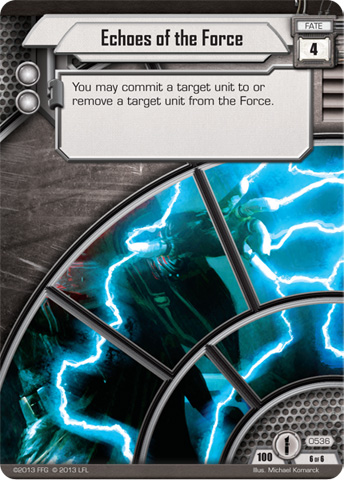 Echoes of the Force
FATE
4
You may commit a target unit to or
remove a target unit from the Force.
0536
100
6 of 6
©2013 FFG © 2013 LFL
Illus. Michael Komarck